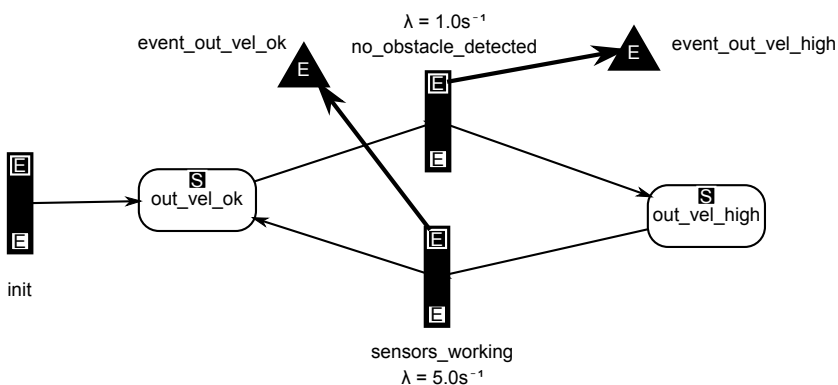 λ = 1.0s⁻¹
event_out_vel_ok
no_obstacle_detected
event_out_vel_high
E
E
E
E
E
E
S
out_vel_ok
S
out_vel_high
E
E
init
E
sensors_working
λ = 5.0s⁻¹